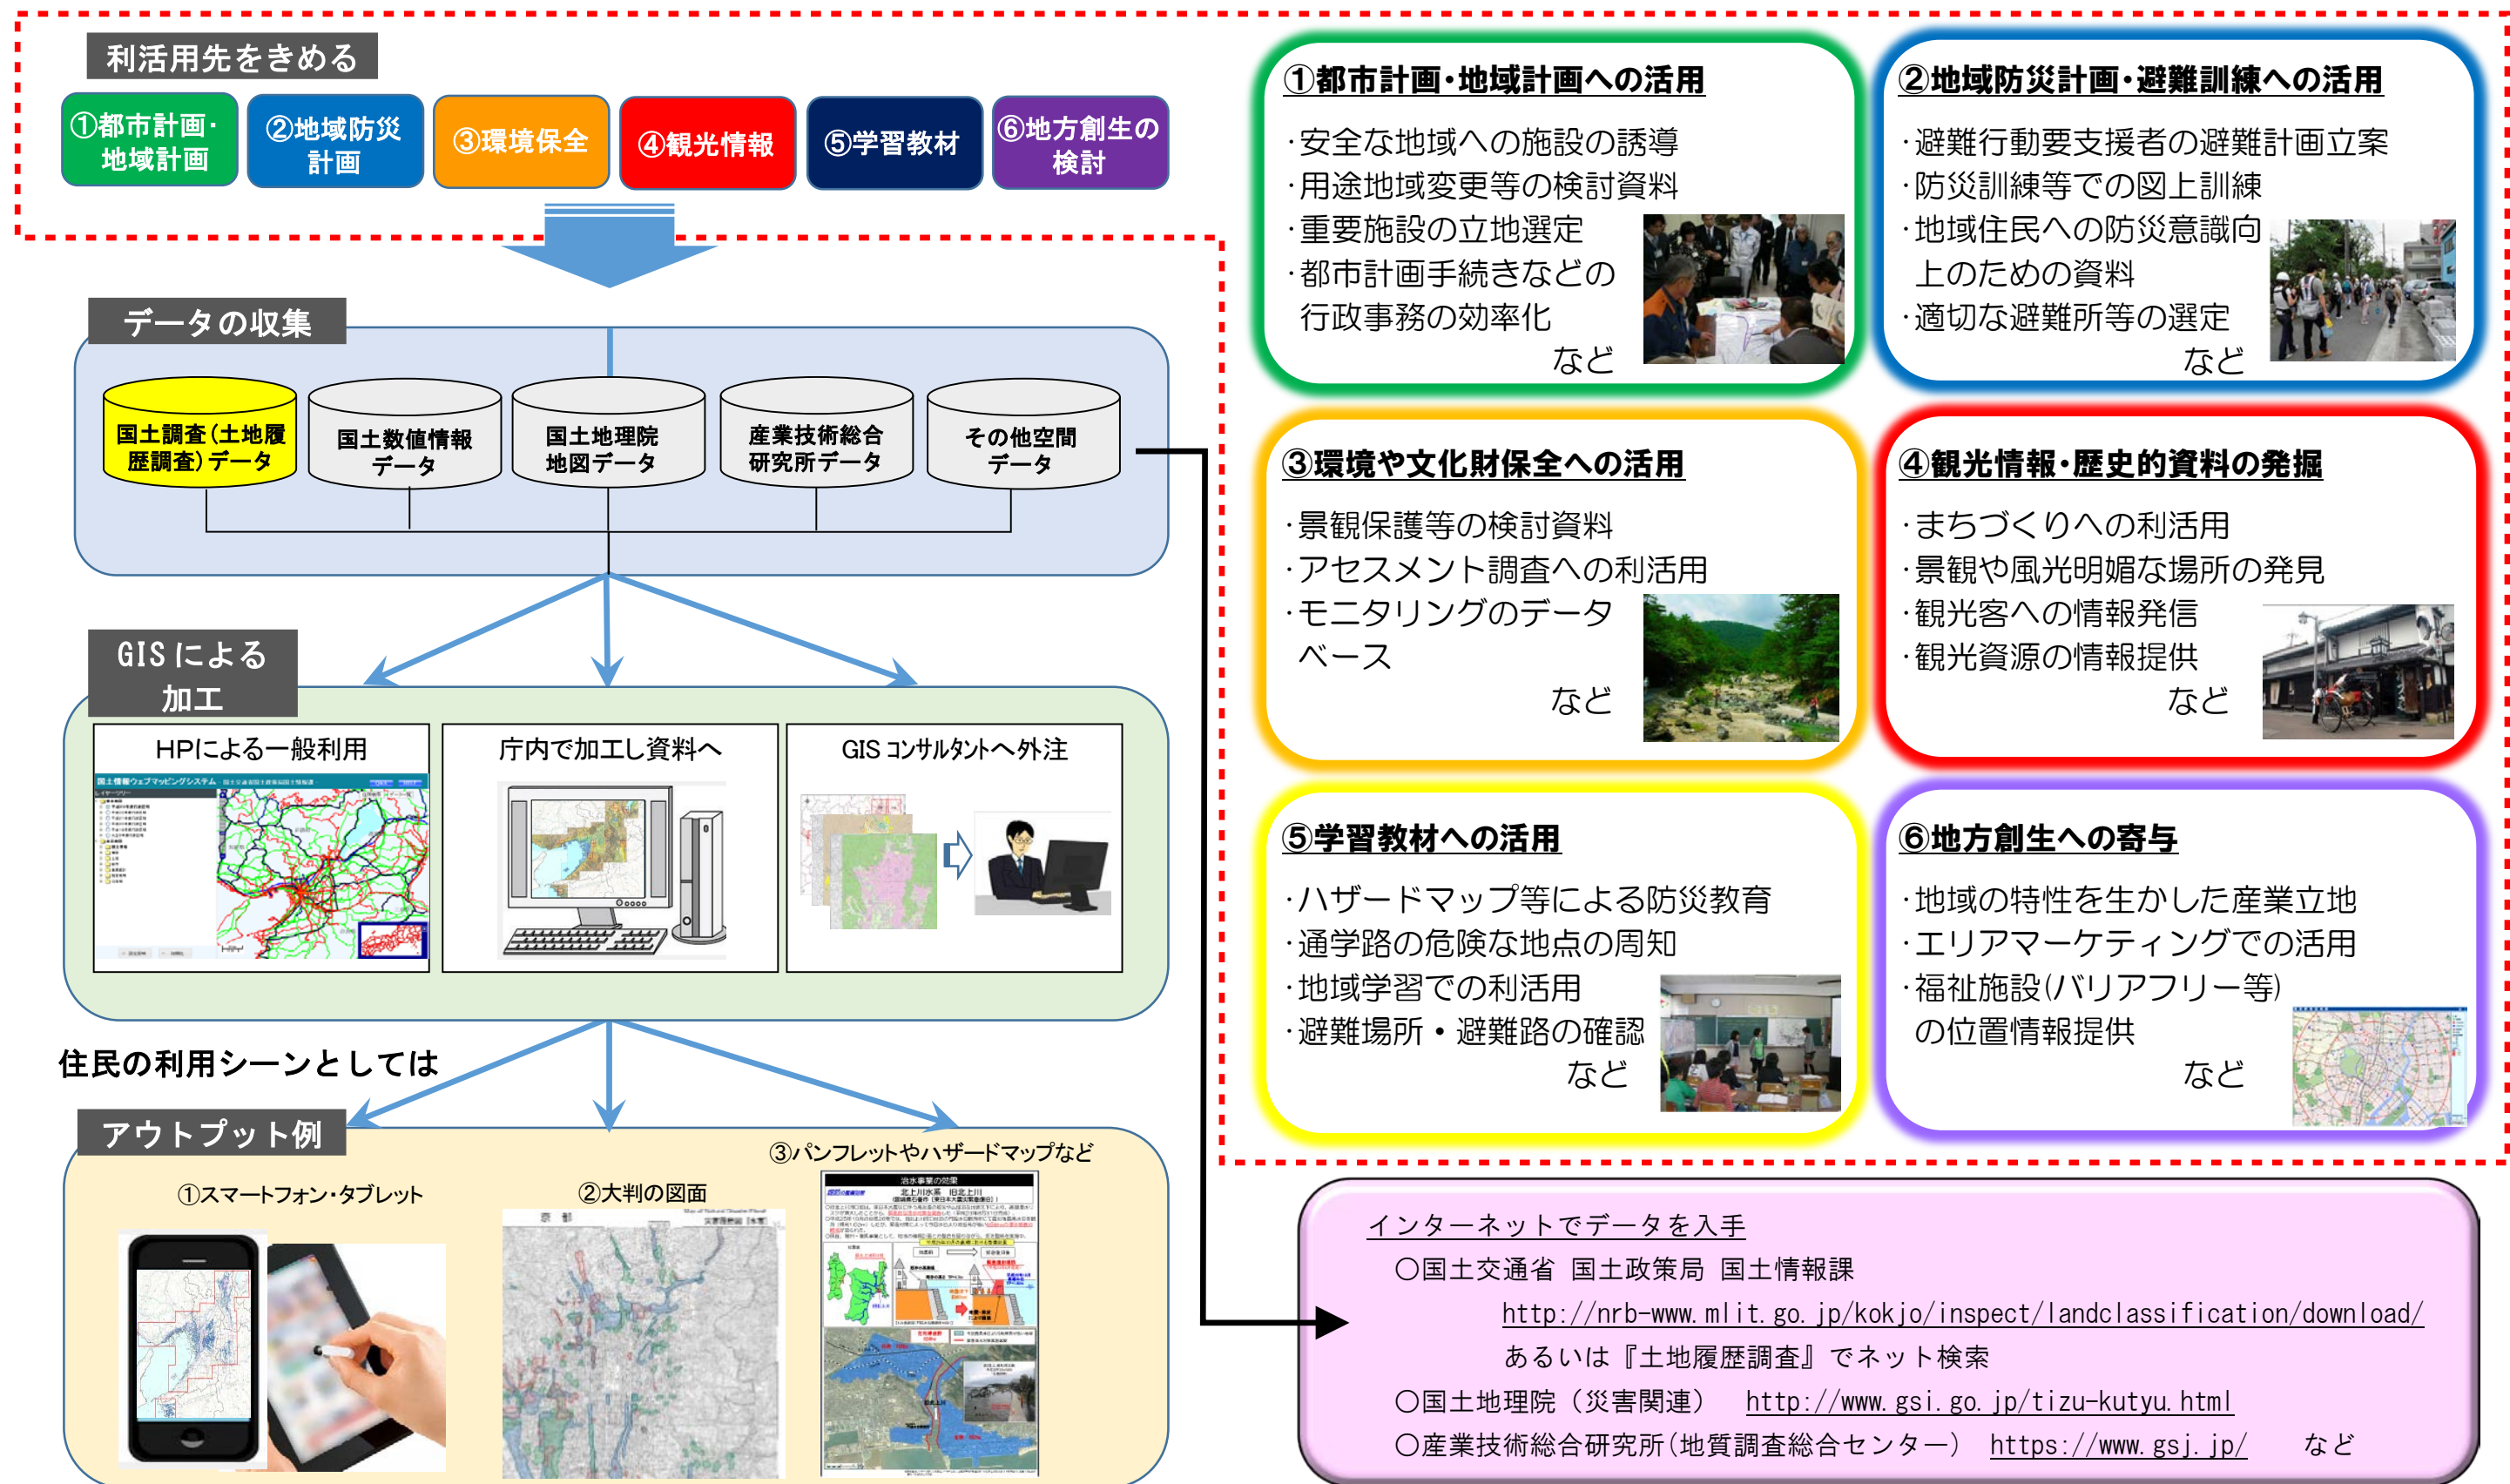 利活用先をきめる
①都市計画・
地域計画
②地域防災
計画
③環境保全
④観光情報
⑤学習教材
⑥地方創生の
検討
データの収集
国土調査(土地履
歴調査)データ
国土数値情報
データ
国土地理院
地図データ
産業技術総合
研究所データ
その他空間
データ
GISによる
加工
HPによる一般利用
国土情報ウェブマッピングシステム
庁内で加工し資料へ
GISコンサルタントへ外注
住民の利用シーンとしては
アウトプット例
①スマートフォン・タブレット
②大判の図面
京都
③パンフレットやハザードマップなど
治水事業の効果
北上川水系 旧北上川
①都市計画・地域計画への活用
・安全な地域への施設の誘導
・用途地域変更等の検討資料
・重要施設の立地選定
・都市計画手続きなどの
行政事務の効率化
など
②地域防災計画・避難訓練への活用
・避難行動要支援者の避難計画立案
・防災訓練等での図上訓練
・地域住民への防災意識向
上のための資料
・適切な避難所等の選定
など
③環境や文化財保全への活用
・景観保護等の検討資料
・アセスメント調査への利活用
・モニタリングのデータ
ベース
など
④観光情報・歴史的資料の発掘
・まちづくりへの利活用
・景観や風光明媚な場所の発見
・観光客への情報発信
・観光資源の情報提供
など
⑤学習教材への活用
・ハザードマップ等による防災教育
・通学路の危険な地点の周知
・地域学習での利活用
・避難場所・避難路の確認
など
⑥地方創生への寄与
・地域の特性を生かした産業立地
・エリアマーケティングでの活用
・福祉施設(バリアフリー等)
の位置情報提供
など
インターネットでデータを入手
○国土交通省 国土政策局 国土情報課
http://nrb-www.mlit.go.jp/kokjo/inspect/landclassification/download/
あるいは『土地履歴調査』でネット検索
○国土地理院(災害関連) http://www.gsi.go.jp/tizu-kutyu.html
○産業技術総合研究所(地質調査総合センター) https://www.gsj.jp/ など